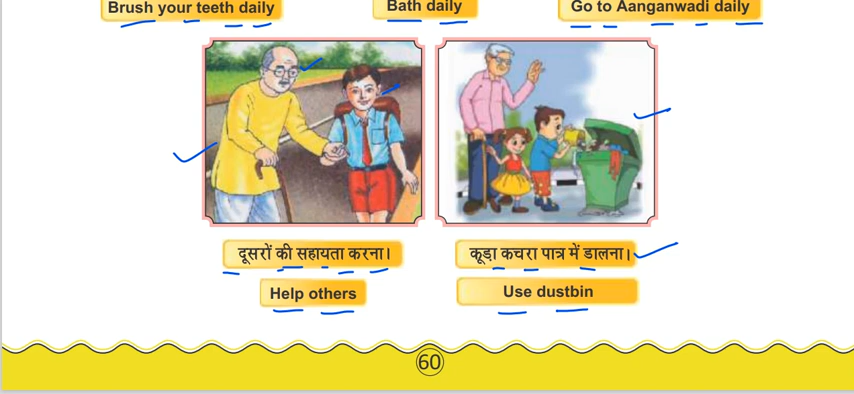 Brush your teeth daily
Bath daily
Go to Aanganwadi daily
दूसरों की सहायता करना।
कूड़ा कचरा पात्र में डालना।
Help others
Use dustbin
60